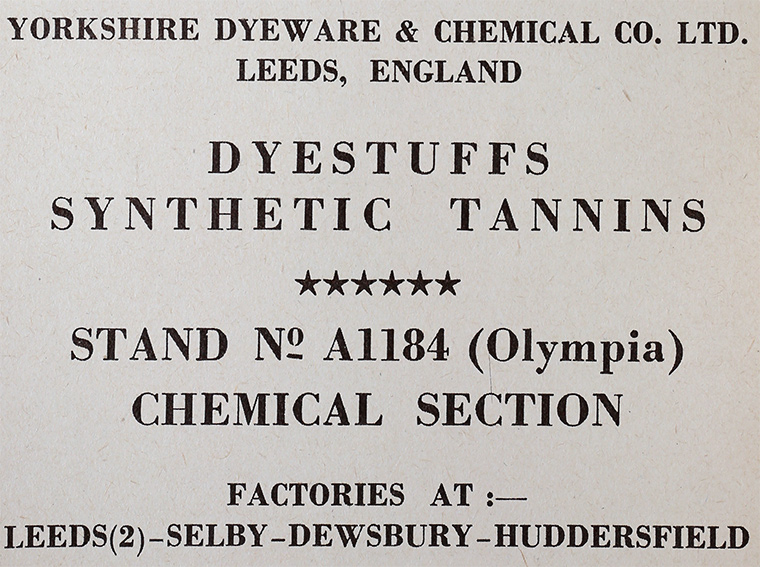 YORKSHIRE DYEWARE & CHEMICAL CO. LTD.
LEEDS, ENGLAND
DYESTUFFS
SYNTHETIC TANNINS
★★★★★★
STAND Nº A1184 (Olympia)
CHEMICAL SECTION
FACTORIES AT :—
LEEDS(2)–SELBY–DEWSBURY–HUDDERSFIELD